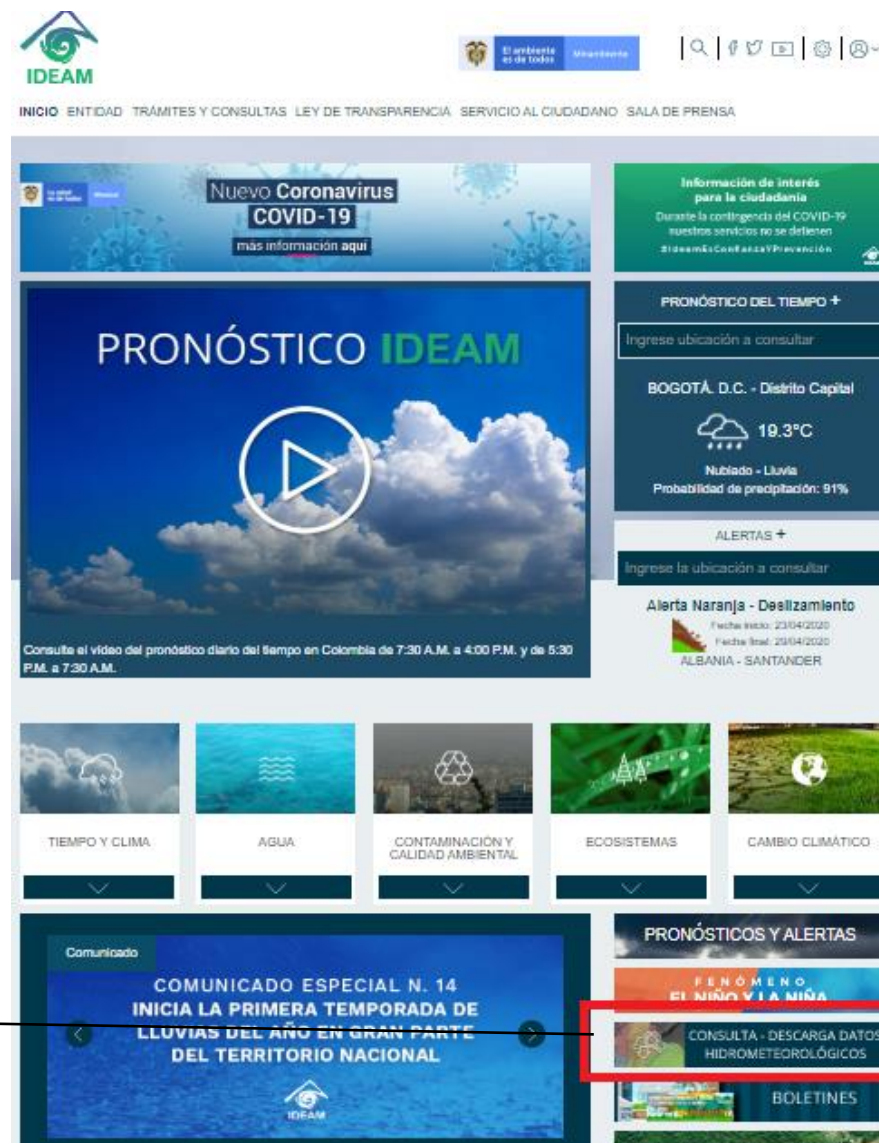 IDEAM
El ambiente
es de todos
Minambiente
INICIO ENTIDAD TRÁMITES Y CONSULTAS LEY DE TRANSPARENCIA SERVICIO AL CIUDADANO SALA DE PRENSA
Nuevo Coronavirus
COVID-19
más información aquí
Información de interés
para la ciudadanía
Durante la contingencia del COVID-19
nuestros servicios no se detienen
#IdeamEsConfianzaYPrevención
PRONÓSTICO IDEAM
Consulte el video del pronóstico diario del tiempo en Colombia de 7:30 A.M. a 4:00 P.M. y de 5:30
P.M. a 7:30 A.M.
PRONÓSTICO DEL TIEMPO +
Ingrese ubicación a consultar
BOGOTÁ. D.C. - Distrito Capital
19.3°C
Nublado - Lluvia
Probabilidad de precipitación: 91%
ALERTAS +
Ingrese la ubicación a consultar
Alerta Naranja - Deslizamiento
Fecha Inicio: 23/04/2020
Fecha final: 29/04/2020
ALBANIA - SANTANDER
TIEMPO Y CLIMA
AGUA
CONTAMINACIÓN Y
CALIDAD AMBIENTAL
ECOSISTEMAS
CAMBIO CLIMÁTICO
Comunicado
COMUNICADO ESPECIAL N. 14
INICIA LA PRIMERA TEMPORADA DE
LLUVIAS DEL AÑO EN GRAN PARTE
DEL TERRITORIO NACIONAL
IDEAM
PRONÓSTICOS Y ALERTAS
FENÓMENO
EL NIÑO Y LA NIÑA
CONSULTA - DESCARGA DATOS
HIDROMETEOROLÓGICOS
BOLETINES